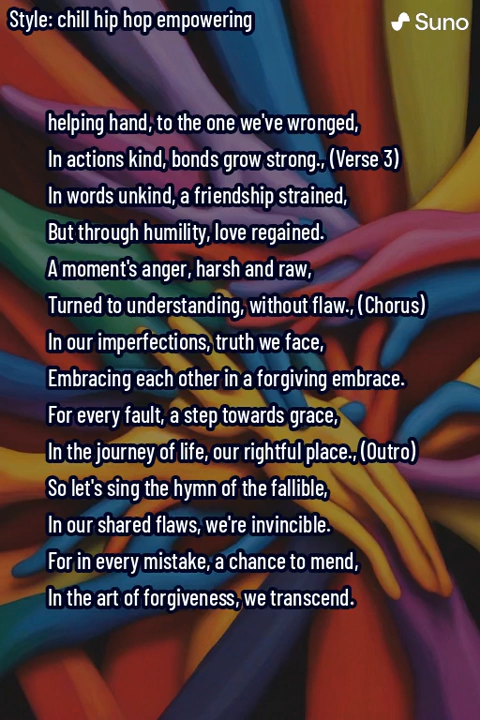 Style: chill hip hop empowering
Suno
helping hand, to the one we've wronged,
In actions kind, bonds grow strong., (Verse 3)
In words unkind, a friendship strained,
But through humility, love regained.
A moment's anger, harsh and raw,
Turned to understanding, without flaw., (Chorus)
In our imperfections, truth we face,
Embracing each other in a forgiving embrace.
For every fault, a step towards grace,
In the journey of life, our rightful place., (Outro)
So let's sing the hymn of the fallible,
In our shared flaws, we're invincible.
For in every mistake, a chance to mend,
In the art of forgiveness, we transcend.